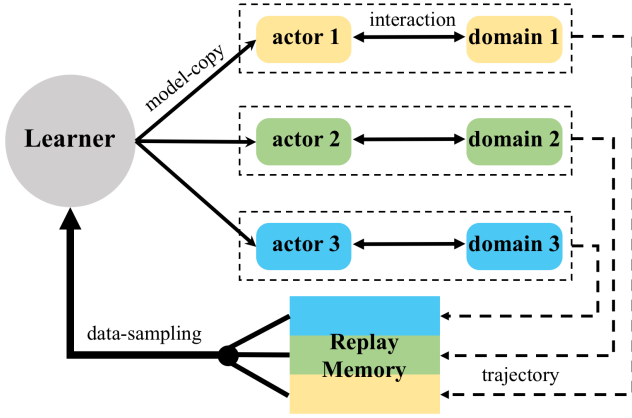 actor 1
interaction
domain 1
model-copy
Learner
actor 2
domain 2
actor 3
domain 3
data-sampling
Replay
Memory
trajectory